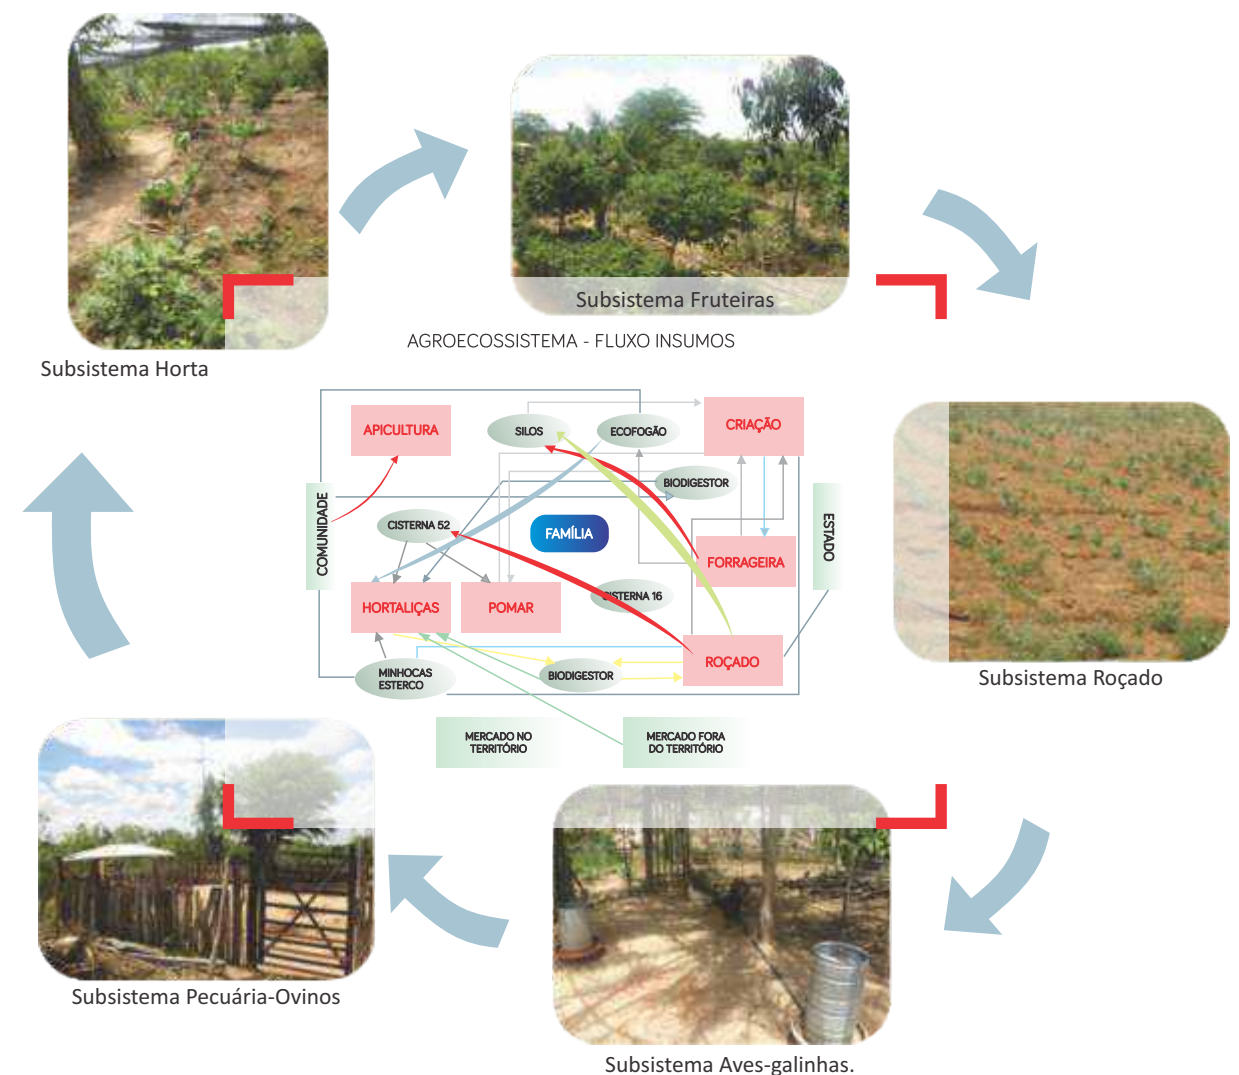 Subsistema Fruteiras
AGROECOSSISTEMA - FLUXO INSUMOS
Subsistema Horta
APICULTURA
SILOS
ECOFOGÃO
CRIAÇÃO
BIODIGESTOR
COMUNIDADE
CISTERNA 52
FAMÍLIA
ESTADO
FORRAGEIRA
HORTALIÇAS
POMAR
CISTERNA 16
ROÇADO
MINHOCAS
ESTERCO
BIODIGESTOR
Subsistema Roçado
MERCADO NO
TERRITÓRIO
MERCADO FORA
DO TERRITÓRIO
Subsistema Pecuária-Ovinos
Subsistema Aves-galinhas.